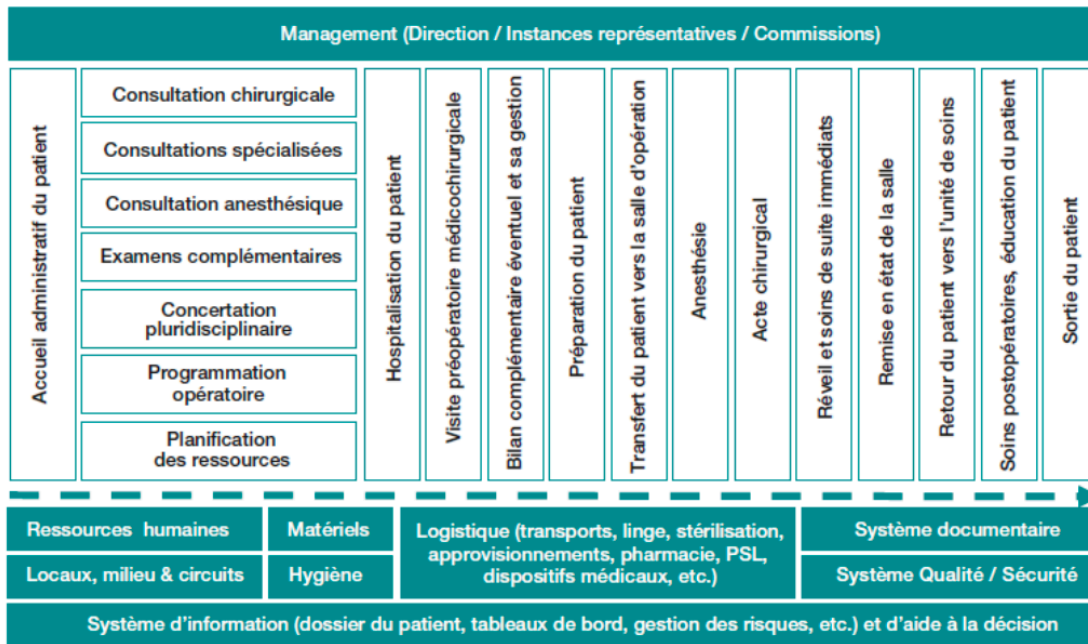 Management (Direction / Instances représentatives / Commissions)
Accueil administratif du patient
Consultation chirurgicale
Consultations spécialisées
Consultation anesthésique
Examens complémentaires
Concertation
pluridisciplinaire
Programmation
opératoire
Planification
des ressources
Hospitalisation du patient
Visite préopératoire médicochirurgicale
Bilan complémentaire éventuel et sa gestion
Préparation du patient
Transfert du patient vers la salle d'opération
Anesthésie
Acte chirurgical
Réveil et soins de suite immédiats
Remise en état de la salle
Retour du patient vers l'unité de soins
Soins postopératoires, éducation du patient
Sortie du patient
Ressources humaines
Matériels
Locaux, milieu & circuits
Hygiène
Logistique (transports, linge, stérilisation,
approvisionnements, pharmacie, PSL,
dispositifs médicaux, etc.)
Système documentaire
Système Qualité / Sécurité
Système d'information (dossier du patient, tableaux de bord, gestion des risques, etc.) et d'aide à la décision